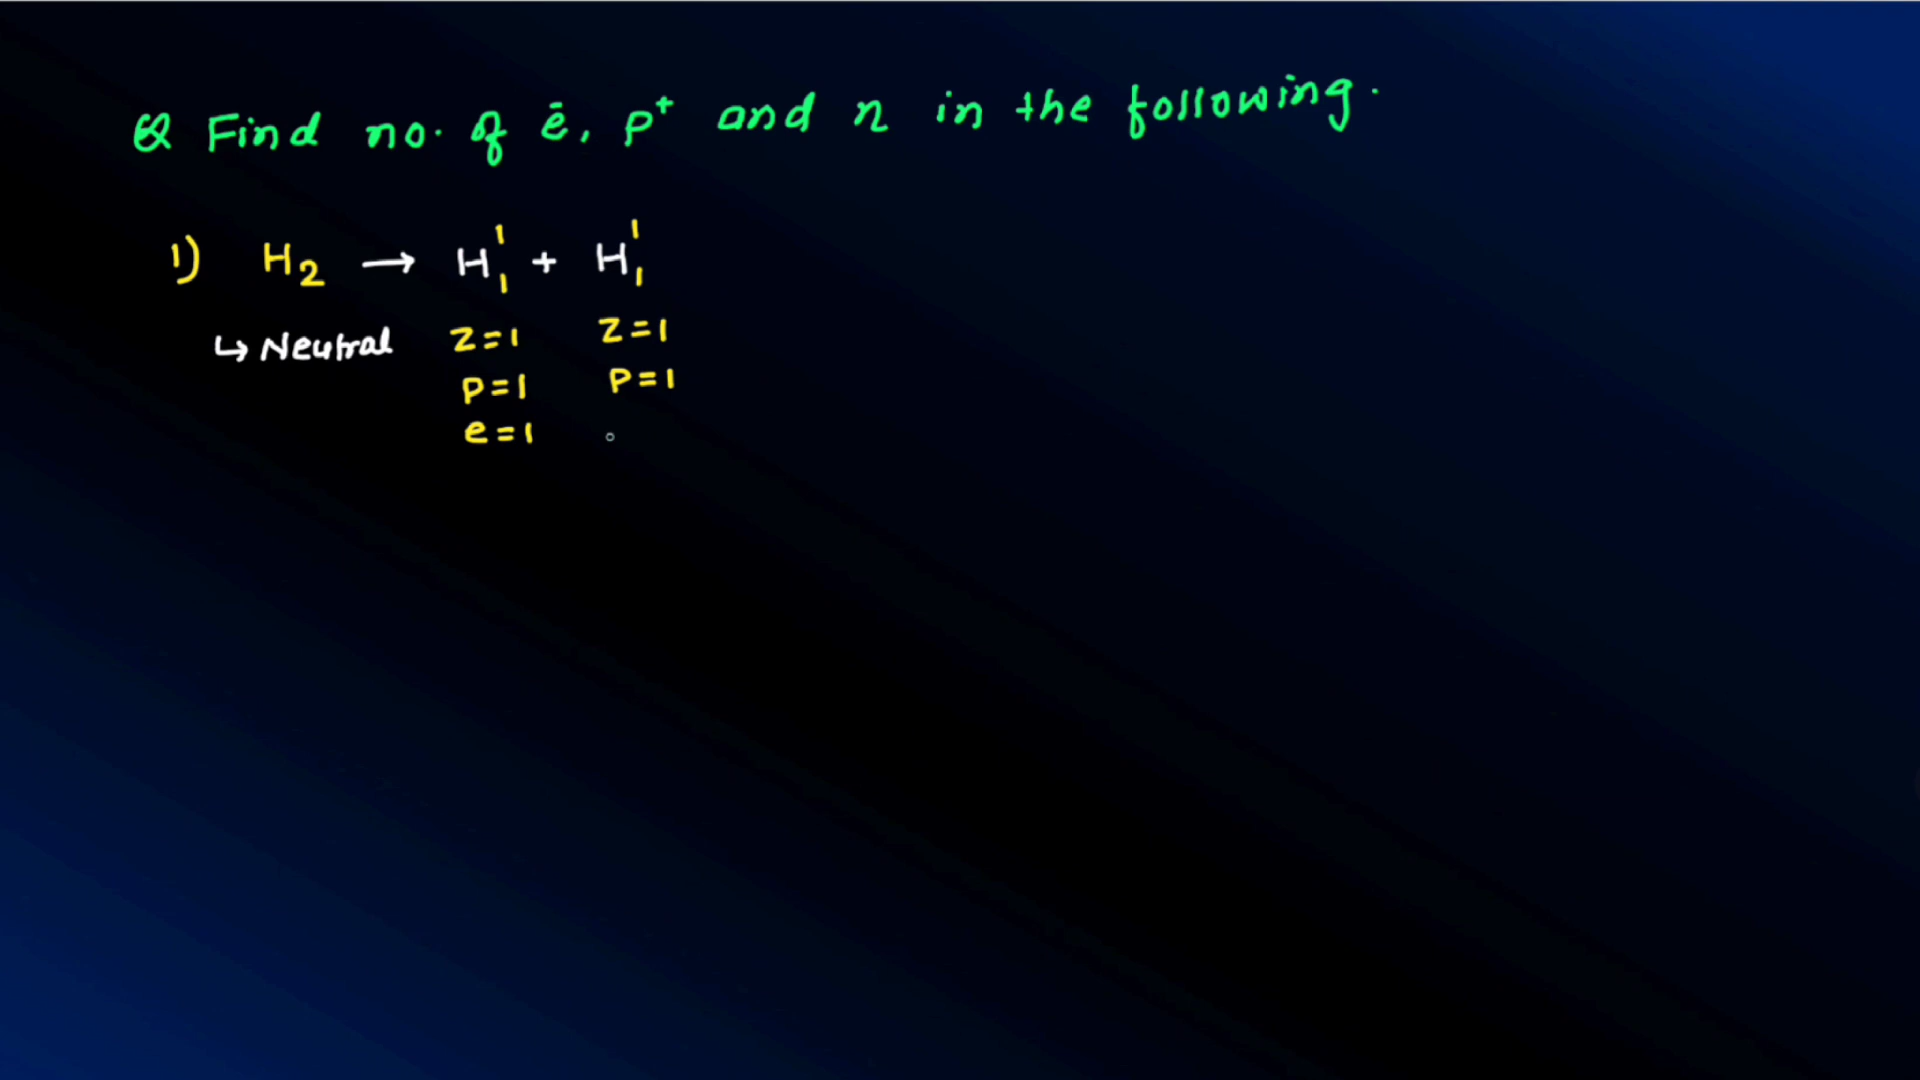 Q Find no. of ē, p⁺ and n in the following.
1) H₂ → H₁¹ + H₁¹
↳ Neutral Z=1 Z=1
P=1 P=1
e=1